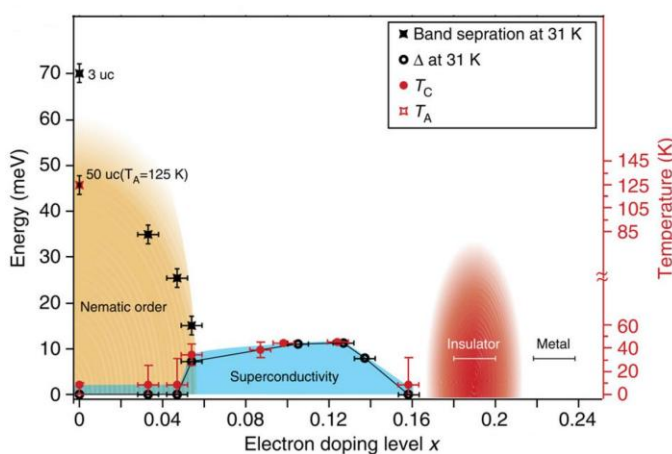 Band sepration at 31 K
Δ at 31 K
T_C
T_A
70
60
50
40
30
20
10
0
Energy (meV)
3 uc
50 uc(T_A=125 K)
Nematic order
Superconductivity
Insulator
Metal
145
125
105
85
60
40
20
0
Temperature (K)
0
0.04
0.08
0.12
0.16
0.20
0.24
Electron doping level x